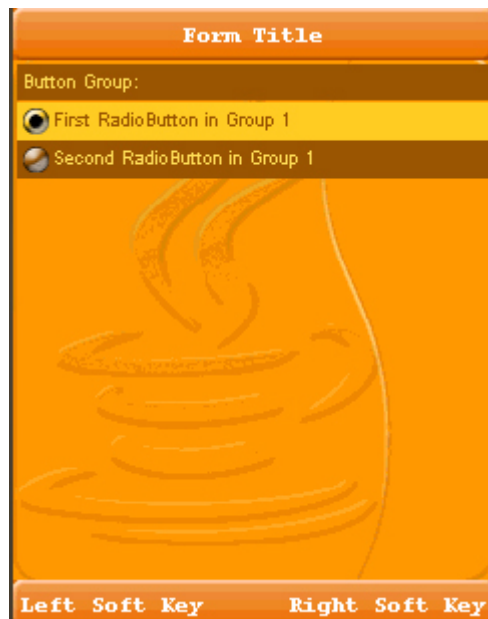 Form Title
Button Group:
First RadioButton in Group 1
Second RadioButton in Group 1
Left Soft Key Right Soft Key